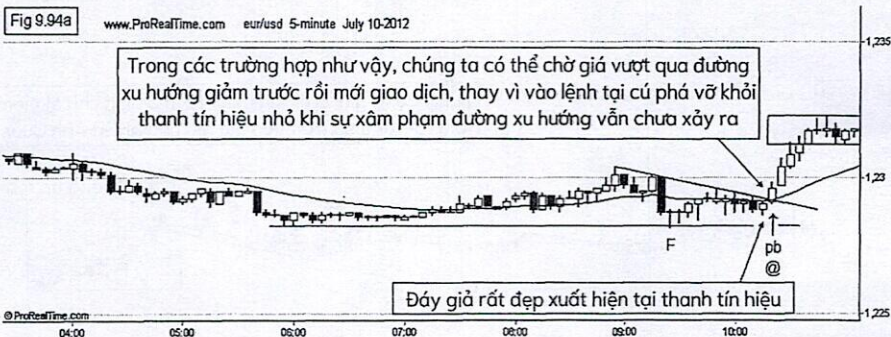 Fig 9.94a
www.ProRealTime.com eur/usd 5-minute July 10-2012
1,235
Trong các trường hợp như vậy, chúng ta có thể chờ giá vượt qua đường
xu hướng giảm trước rồi mới giao dịch, thay vì vào lệnh tại cú phá vỡ khỏi
thanh tín hiệu nhỏ khi sự xâm phạm đường xu hướng vẫn chưa xảy ra
1,23
F
pb
@
Đáy giả rất đẹp xuất hiện tại thanh tín hiệu
© ProRealTime.com
1,225
04:00 05:00 06:00 07:00 08:00 09:00 10:00